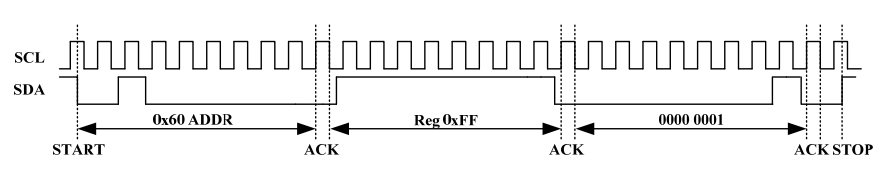 SCL
SDA
0x60 ADDR Reg 0xFF 0000 0001
START ACK ACK ACK STOP